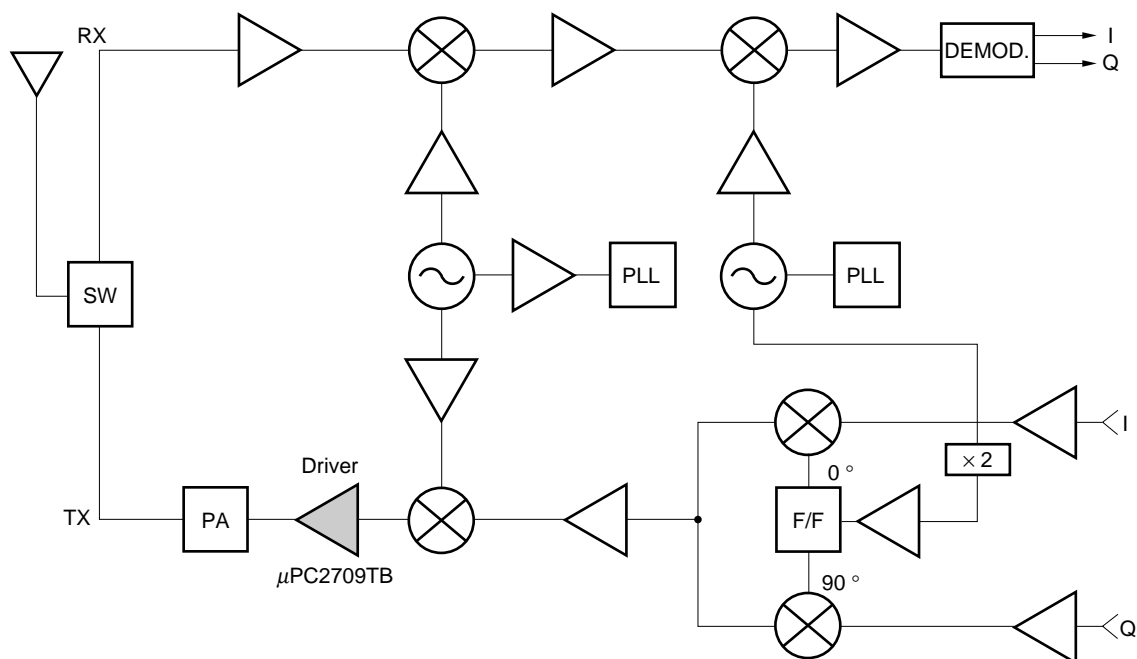 RX
I
DEMOD.
Q
PLL
PLL
SW
I
× 2
Driver
0 °
TX
PA
F/F
µPC2709TB
90 °
Q